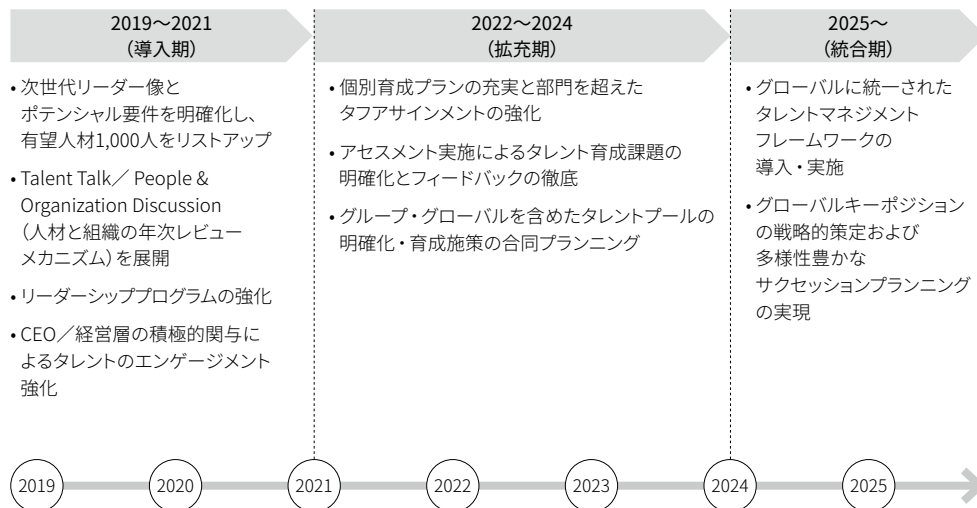 2019～2021
（導入期）
• 次世代リーダー像と
ポテンシャル要件を明確化し、
有望人材1,000人をリストアップ
• Talent Talk／ People &
Organization Discussion
（人材と組織の年次レビュー
メカニズム）を展開
• リーダーシッププログラムの強化
• CEO／経営層の積極的関与に
よるタレントのエンゲージメント
強化
2022～2024
（拡充期）
• 個別育成プランの充実と部門を超えた
タフアサインメントの強化
• アセスメント実施によるタレント育成課題の
明確化とフィードバックの徹底
• グループ・グローバルを含めたタレントプールの
明確化・育成施策の合同プランニング
2025～
（統合期）
• グローバルに統一された
タレントマネジメント
フレームワークの
導入・実施
• グローバルキーポジション
の戦略的策定および
多様性豊かな
サクセッションプランニング
の実現
2019
2020
2021
2022
2023
2024
2025